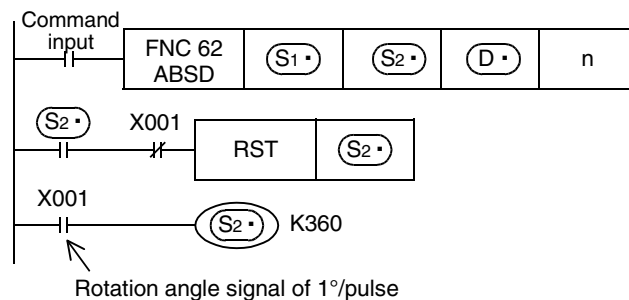 Command
input
FNC 62
ABSD
S1・
S2・
D・
n
S2・
X001
RST
S2・
X001
S2・
K360
Rotation angle signal of 1°/pulse